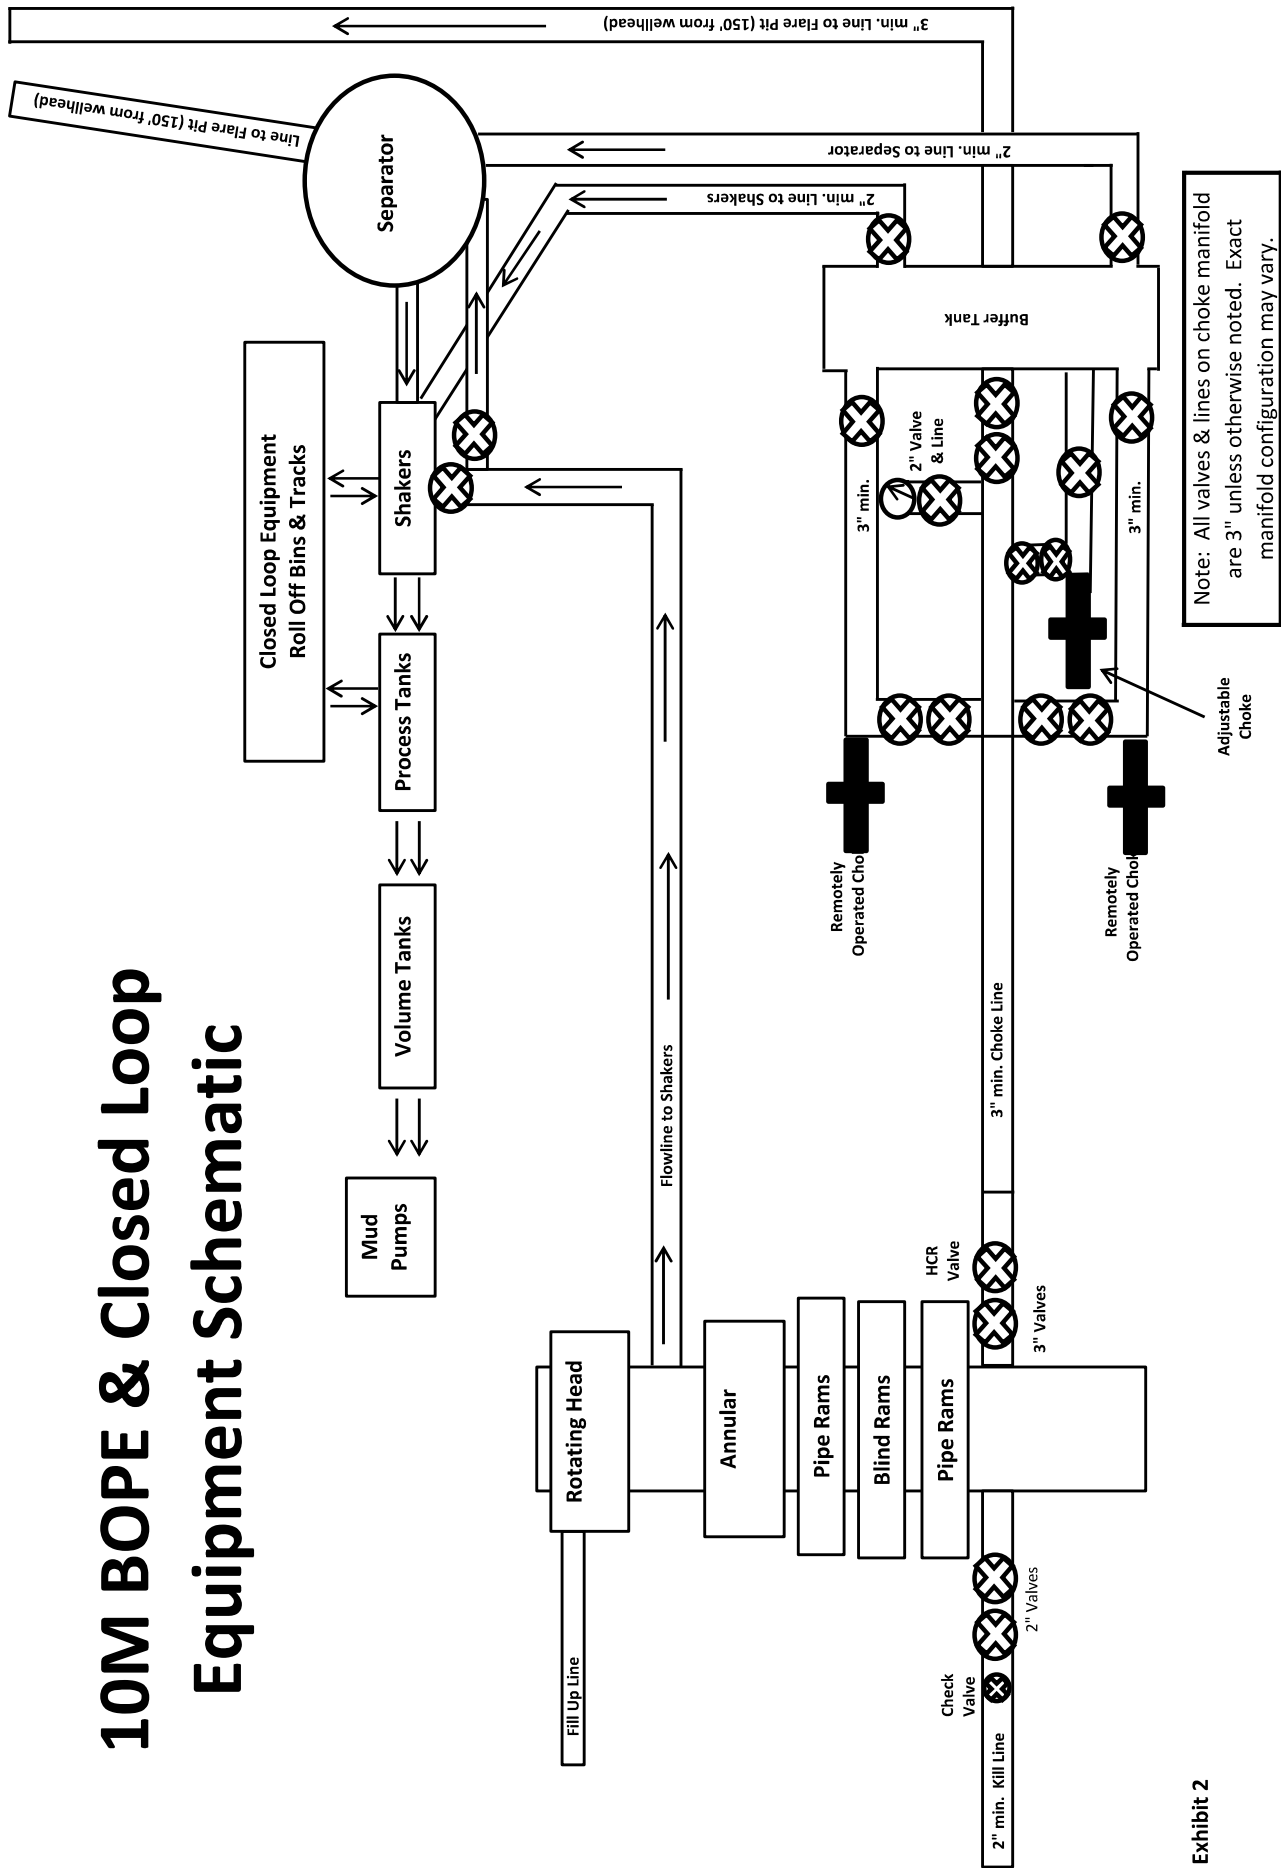 10M BOPE & Closed Loop
Equipment Schematic
Closed Loop Equipment
Roll Off Bins & Tracks
Mud
Pumps
Volume Tanks
Process Tanks
Shakers
Separator
Line to Flare Pit (150' from wellhead)
3" min. Line to Flare Pit (150' from wellhead)
Fill Up Line
Rotating Head
Flowline to Shakers
Annular
Pipe Rams
Blind Rams
Pipe Rams
2" min. Line to Shakers
2" min. Line to Separator
Remotely
Operated Cho
3" min.
2" Valve
& Line
Buffer Tank
2" min. Kill Line
Check
Valve
2" Valves
HCR
Valve
3" Valves
3" min. Choke Line
Remotely
Operated Chok
3" min.
Adjustable
Choke
Note: All valves & lines on choke manifold
are 3" unless otherwise noted. Exact
manifold configuration may vary.
Exhibit 2